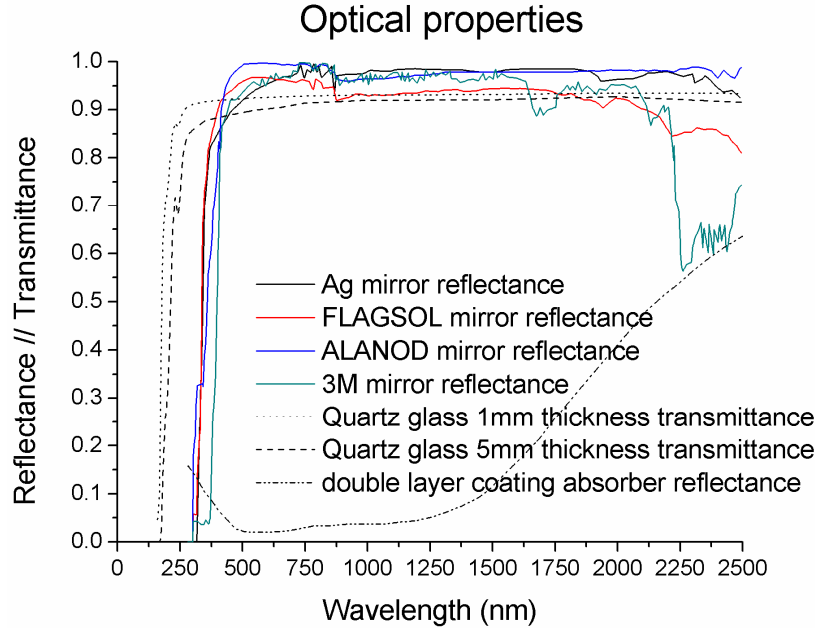 Optical properties
Reflectance // Transmittance
1.0
0.9
0.8
0.7
0.6
0.5
0.4
0.3
0.2
0.1
0.0
Ag mirror reflectance
FLAGSOL mirror reflectance
ALANOD mirror reflectance
3M mirror reflectance
Quartz glass 1mm thickness transmittance
Quartz glass 5mm thickness transmittance
double layer coating absorber reflectance
0 250 500 750 1000 1250 1500 1750 2000 2250 2500
Wavelength (nm)